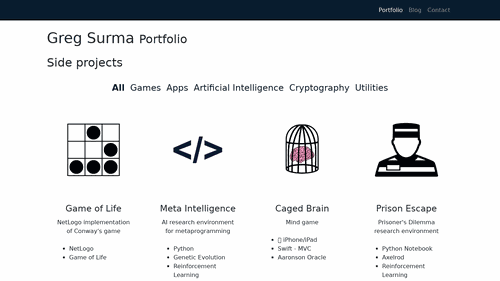 Portfolio Blog Contact
Greg Surma Portfolio
Side projects
All Games Apps Artificial Intelligence Cryptography Utilities
</>
Game of Life
NetLogo implementation
of Conway's game
NetLogo
Game of Life
Meta Intelligence
AI research environment
for metaprogramming
Python
Genetic Evolution
Reinforcement
Learning
Caged Brain
Mind game
iPhone/iPad
Swift - MVC
Aaronson Oracle
Prison Escape
Prisoner's Dilemma
research environment
Python Notebook
Axelrod
Reinforcement
Learning